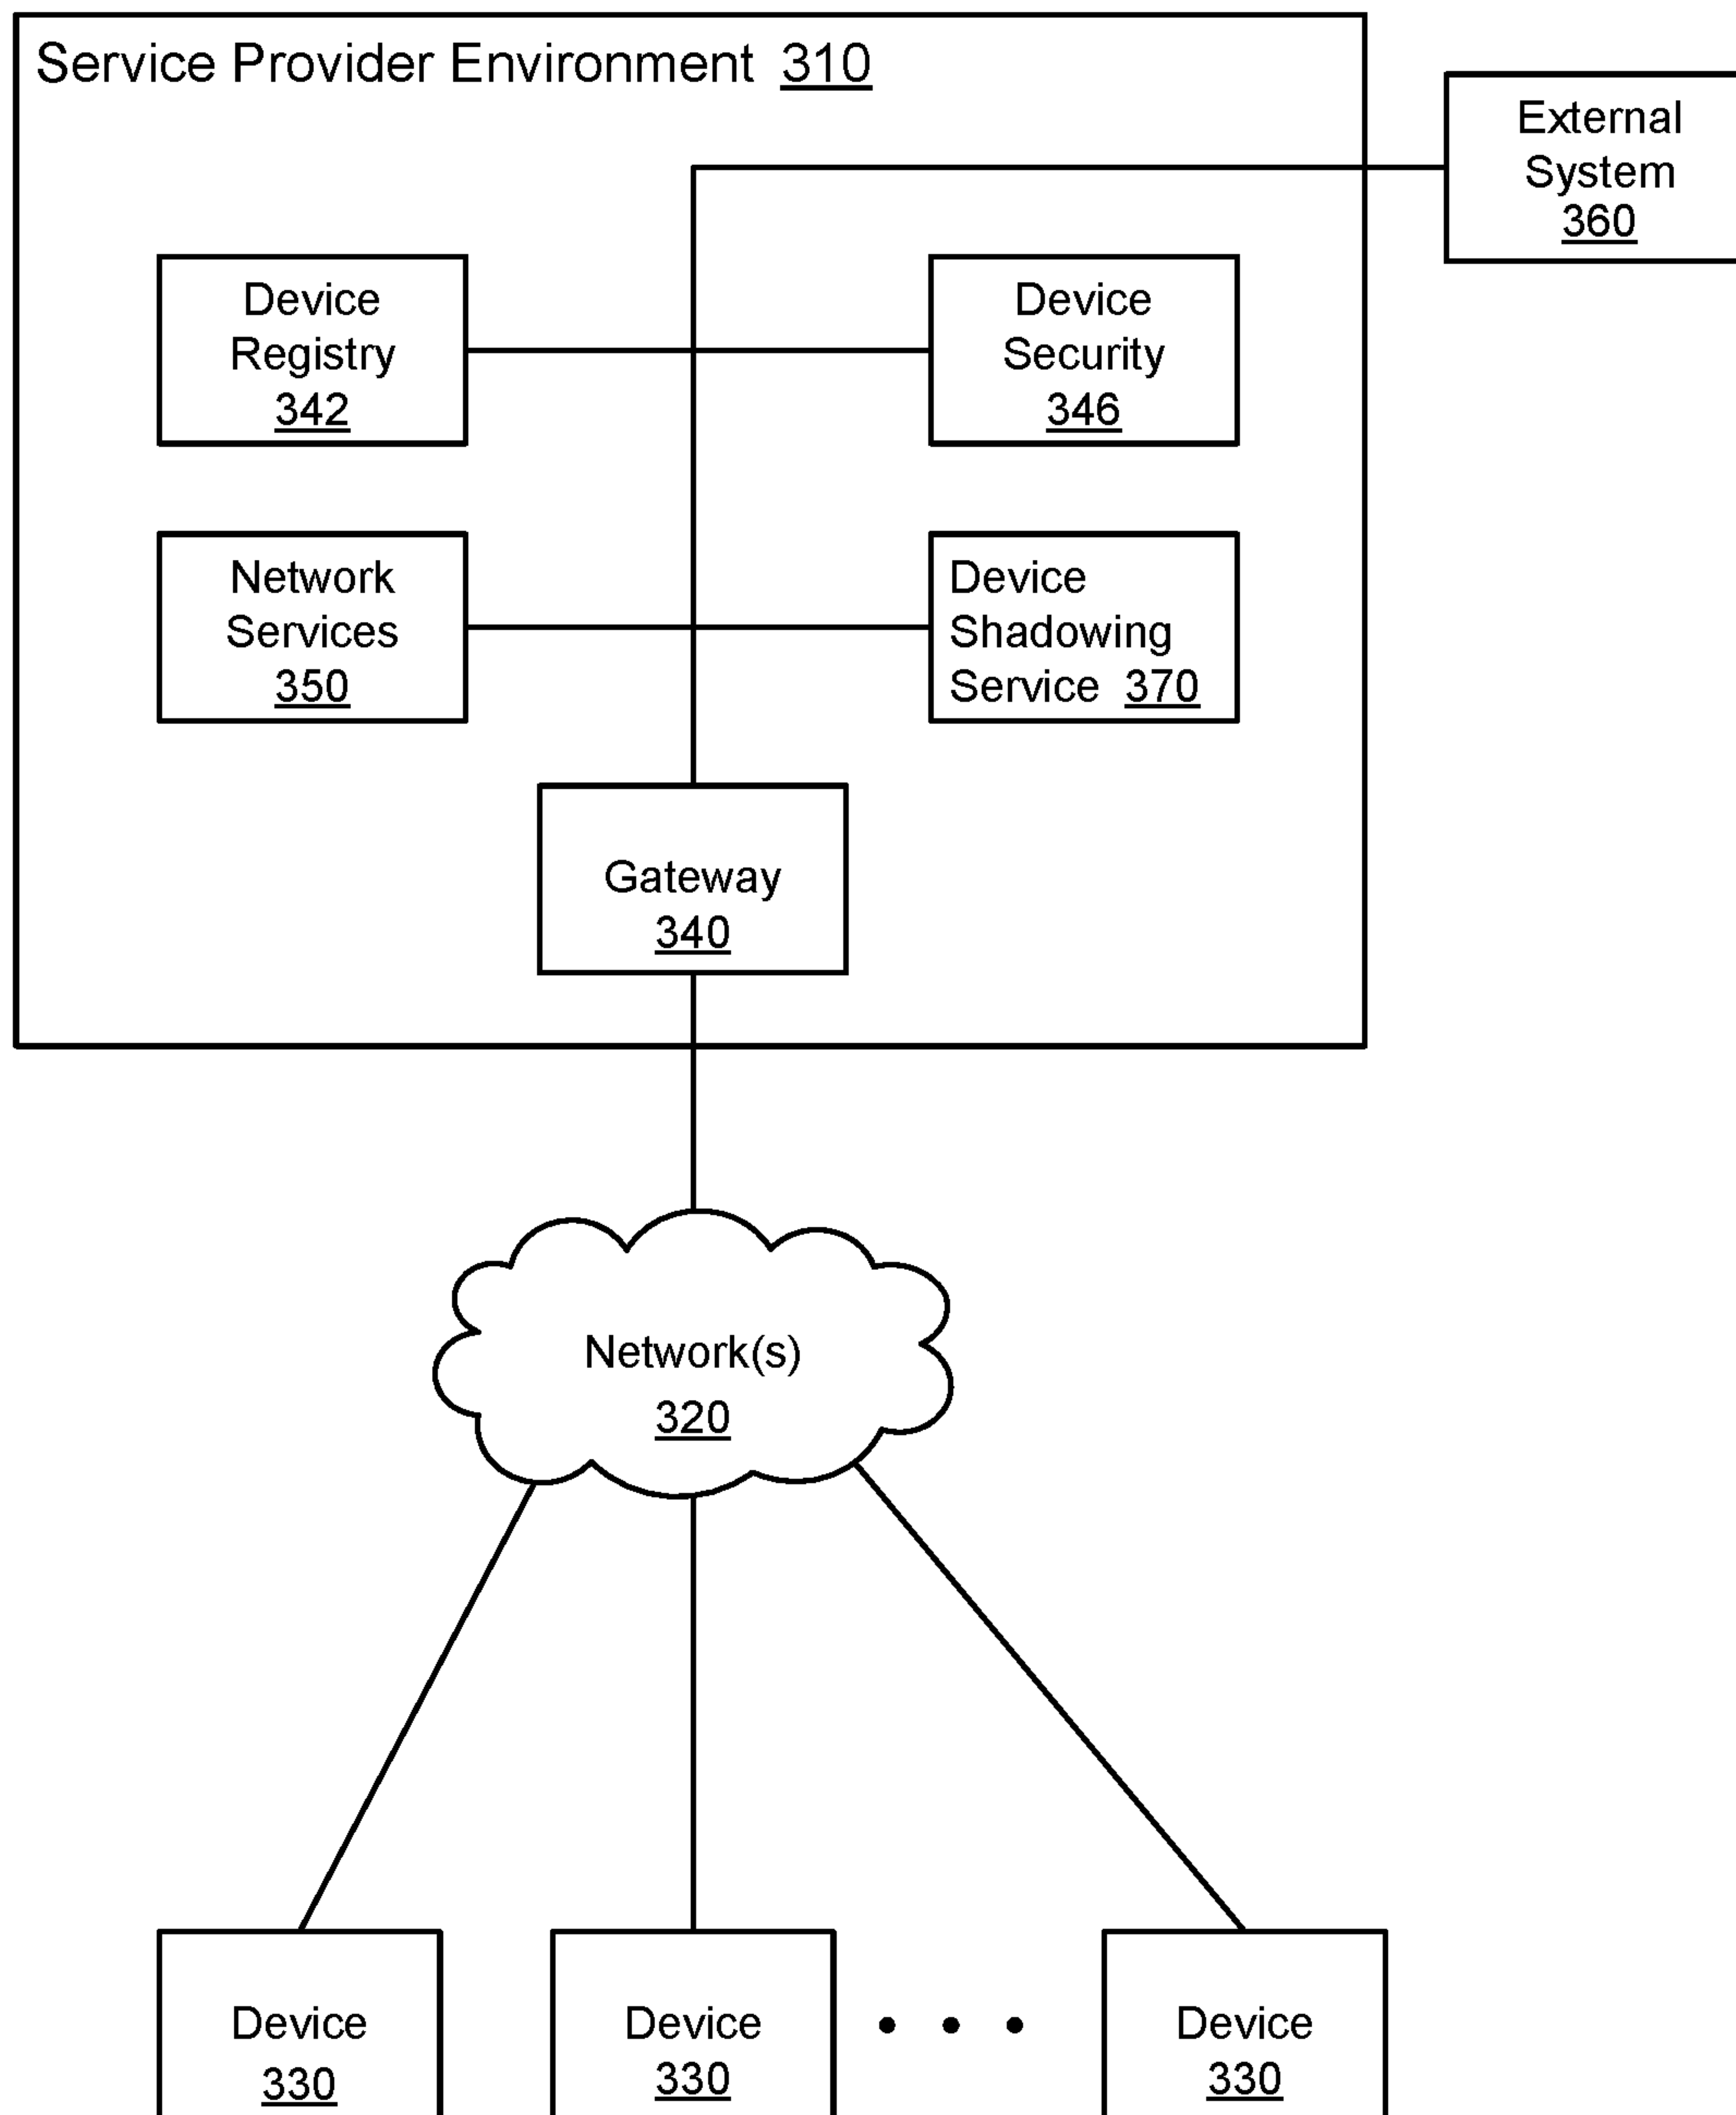 Service Provider Environment 310
External
System
360
Device
Registry
342
Device
Security
346
Network
Services
350
Device
Shadowing
Service 370
Gateway
340
Network(s)
320
Device
330
Device
330
Device
330